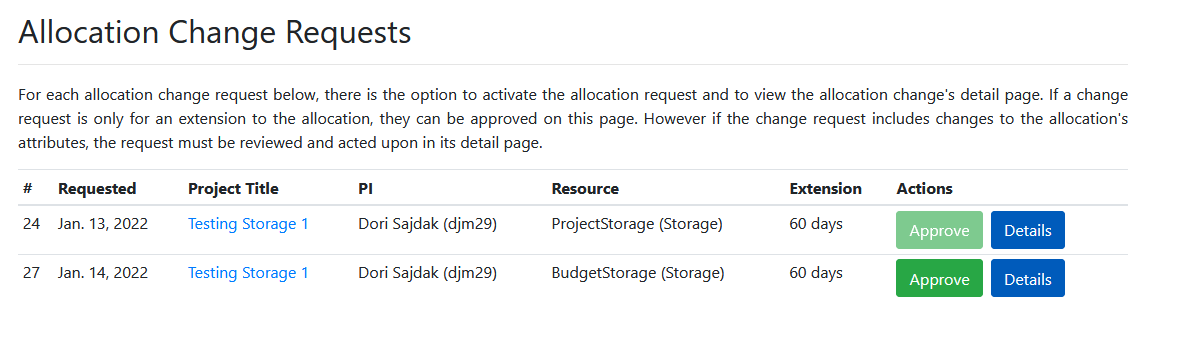 Allocation Change Requests
For each allocation change request below, there is the option to activate the allocation request and to view the allocation change's detail page. If a change
request is only for an extension to the allocation, they can be approved on this page. However if the change request includes changes to the allocation's
attributes, the request must be reviewed and acted upon in its detail page.
# Requested Project Title PI Resource Extension Actions
24 Jan. 13, 2022 Testing Storage 1 Dori Sajdak (djm29) ProjectStorage (Storage) 60 days Approve Details
27 Jan. 14, 2022 Testing Storage 1 Dori Sajdak (djm29) BudgetStorage (Storage) 60 days Approve Details